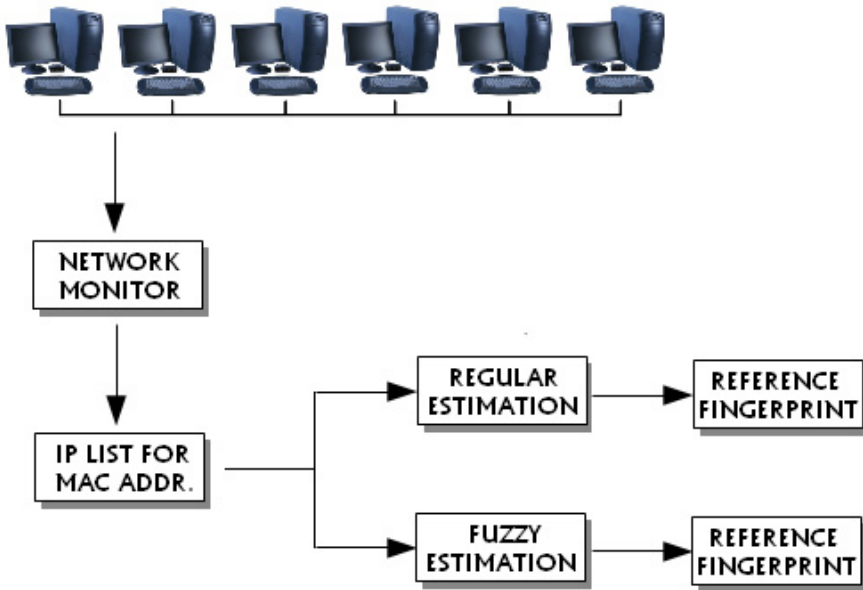 NETWORK
MONITOR
IP LIST FOR
MAC ADDR.
REGULAR
ESTIMATION
REFERENCE
FINGERPRINT
FUZZY
ESTIMATION
REFERENCE
FINGERPRINT